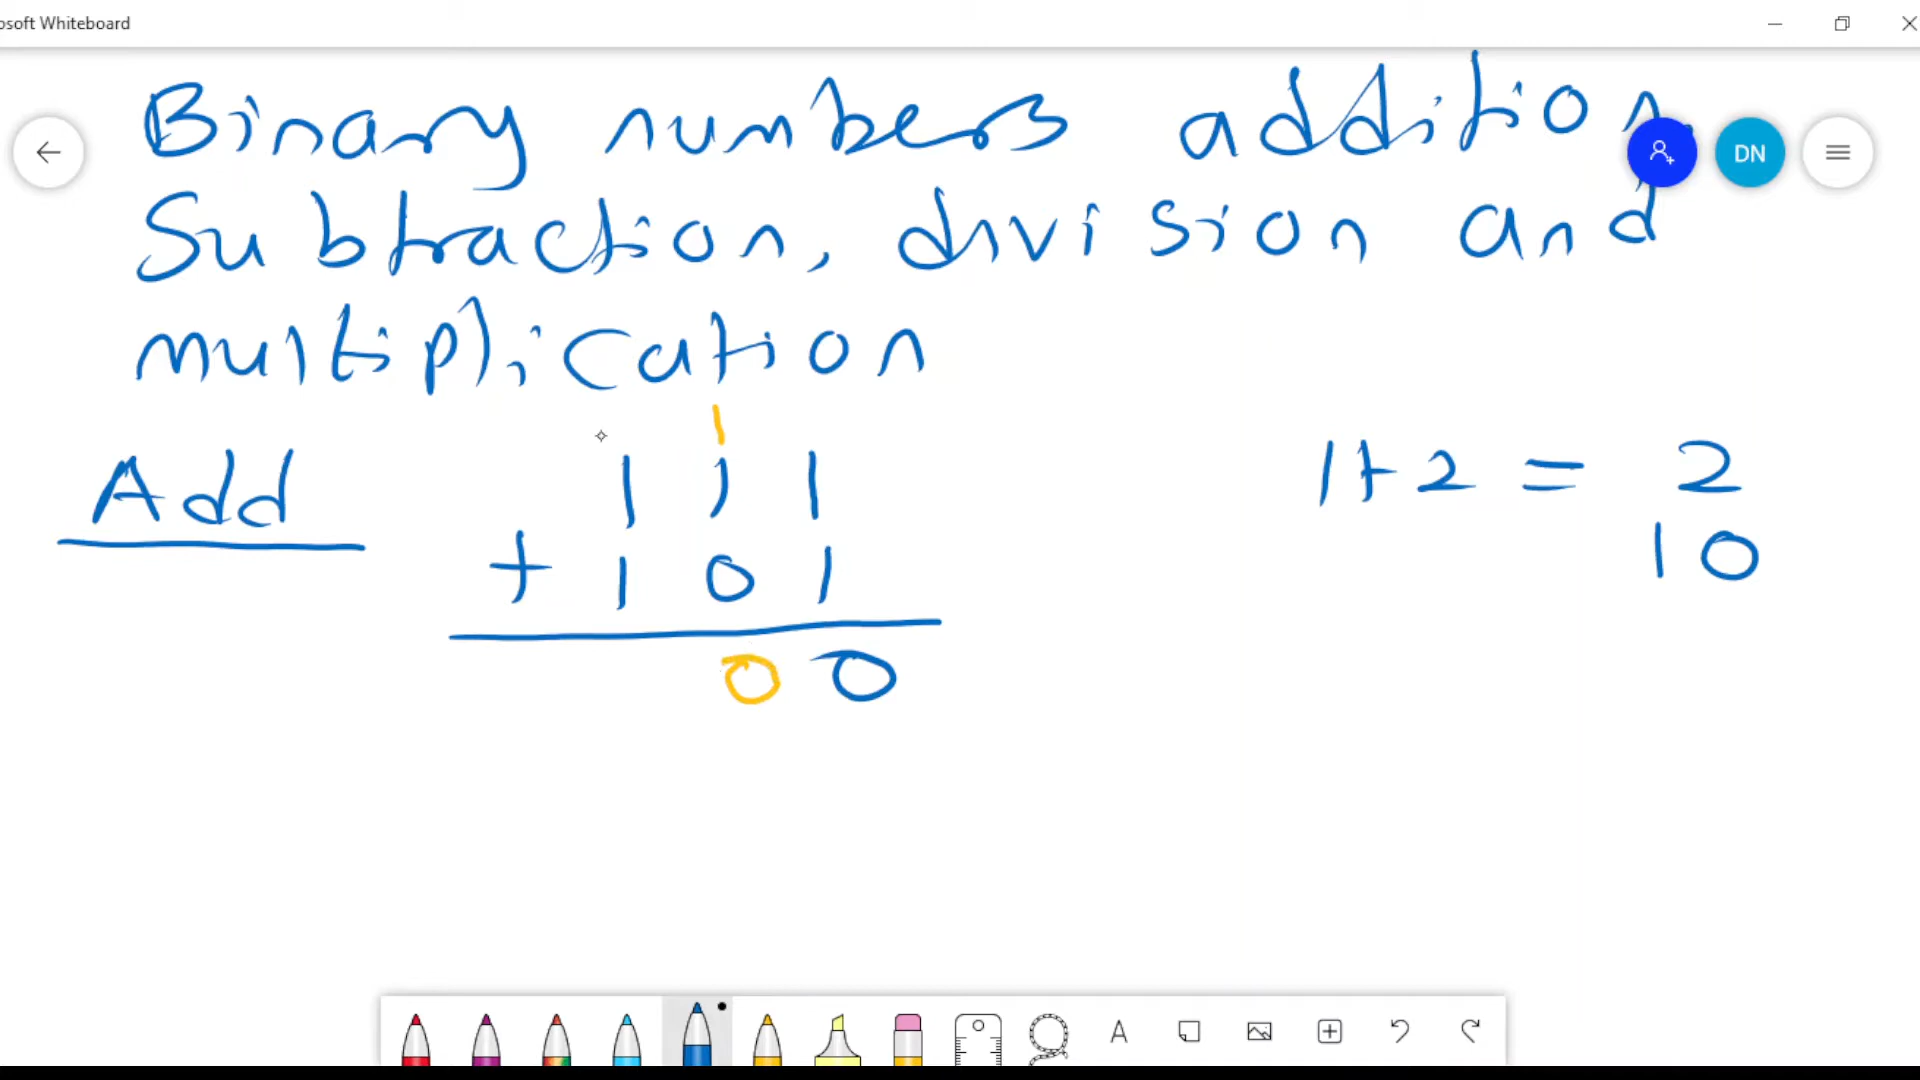 osoft Whiteboard
Binary numbers addition,
Subtraction, division and
DN
multiplication
1
Add 1 1 1 1+2 = 2
+ 1 0 1 10
0 0
A